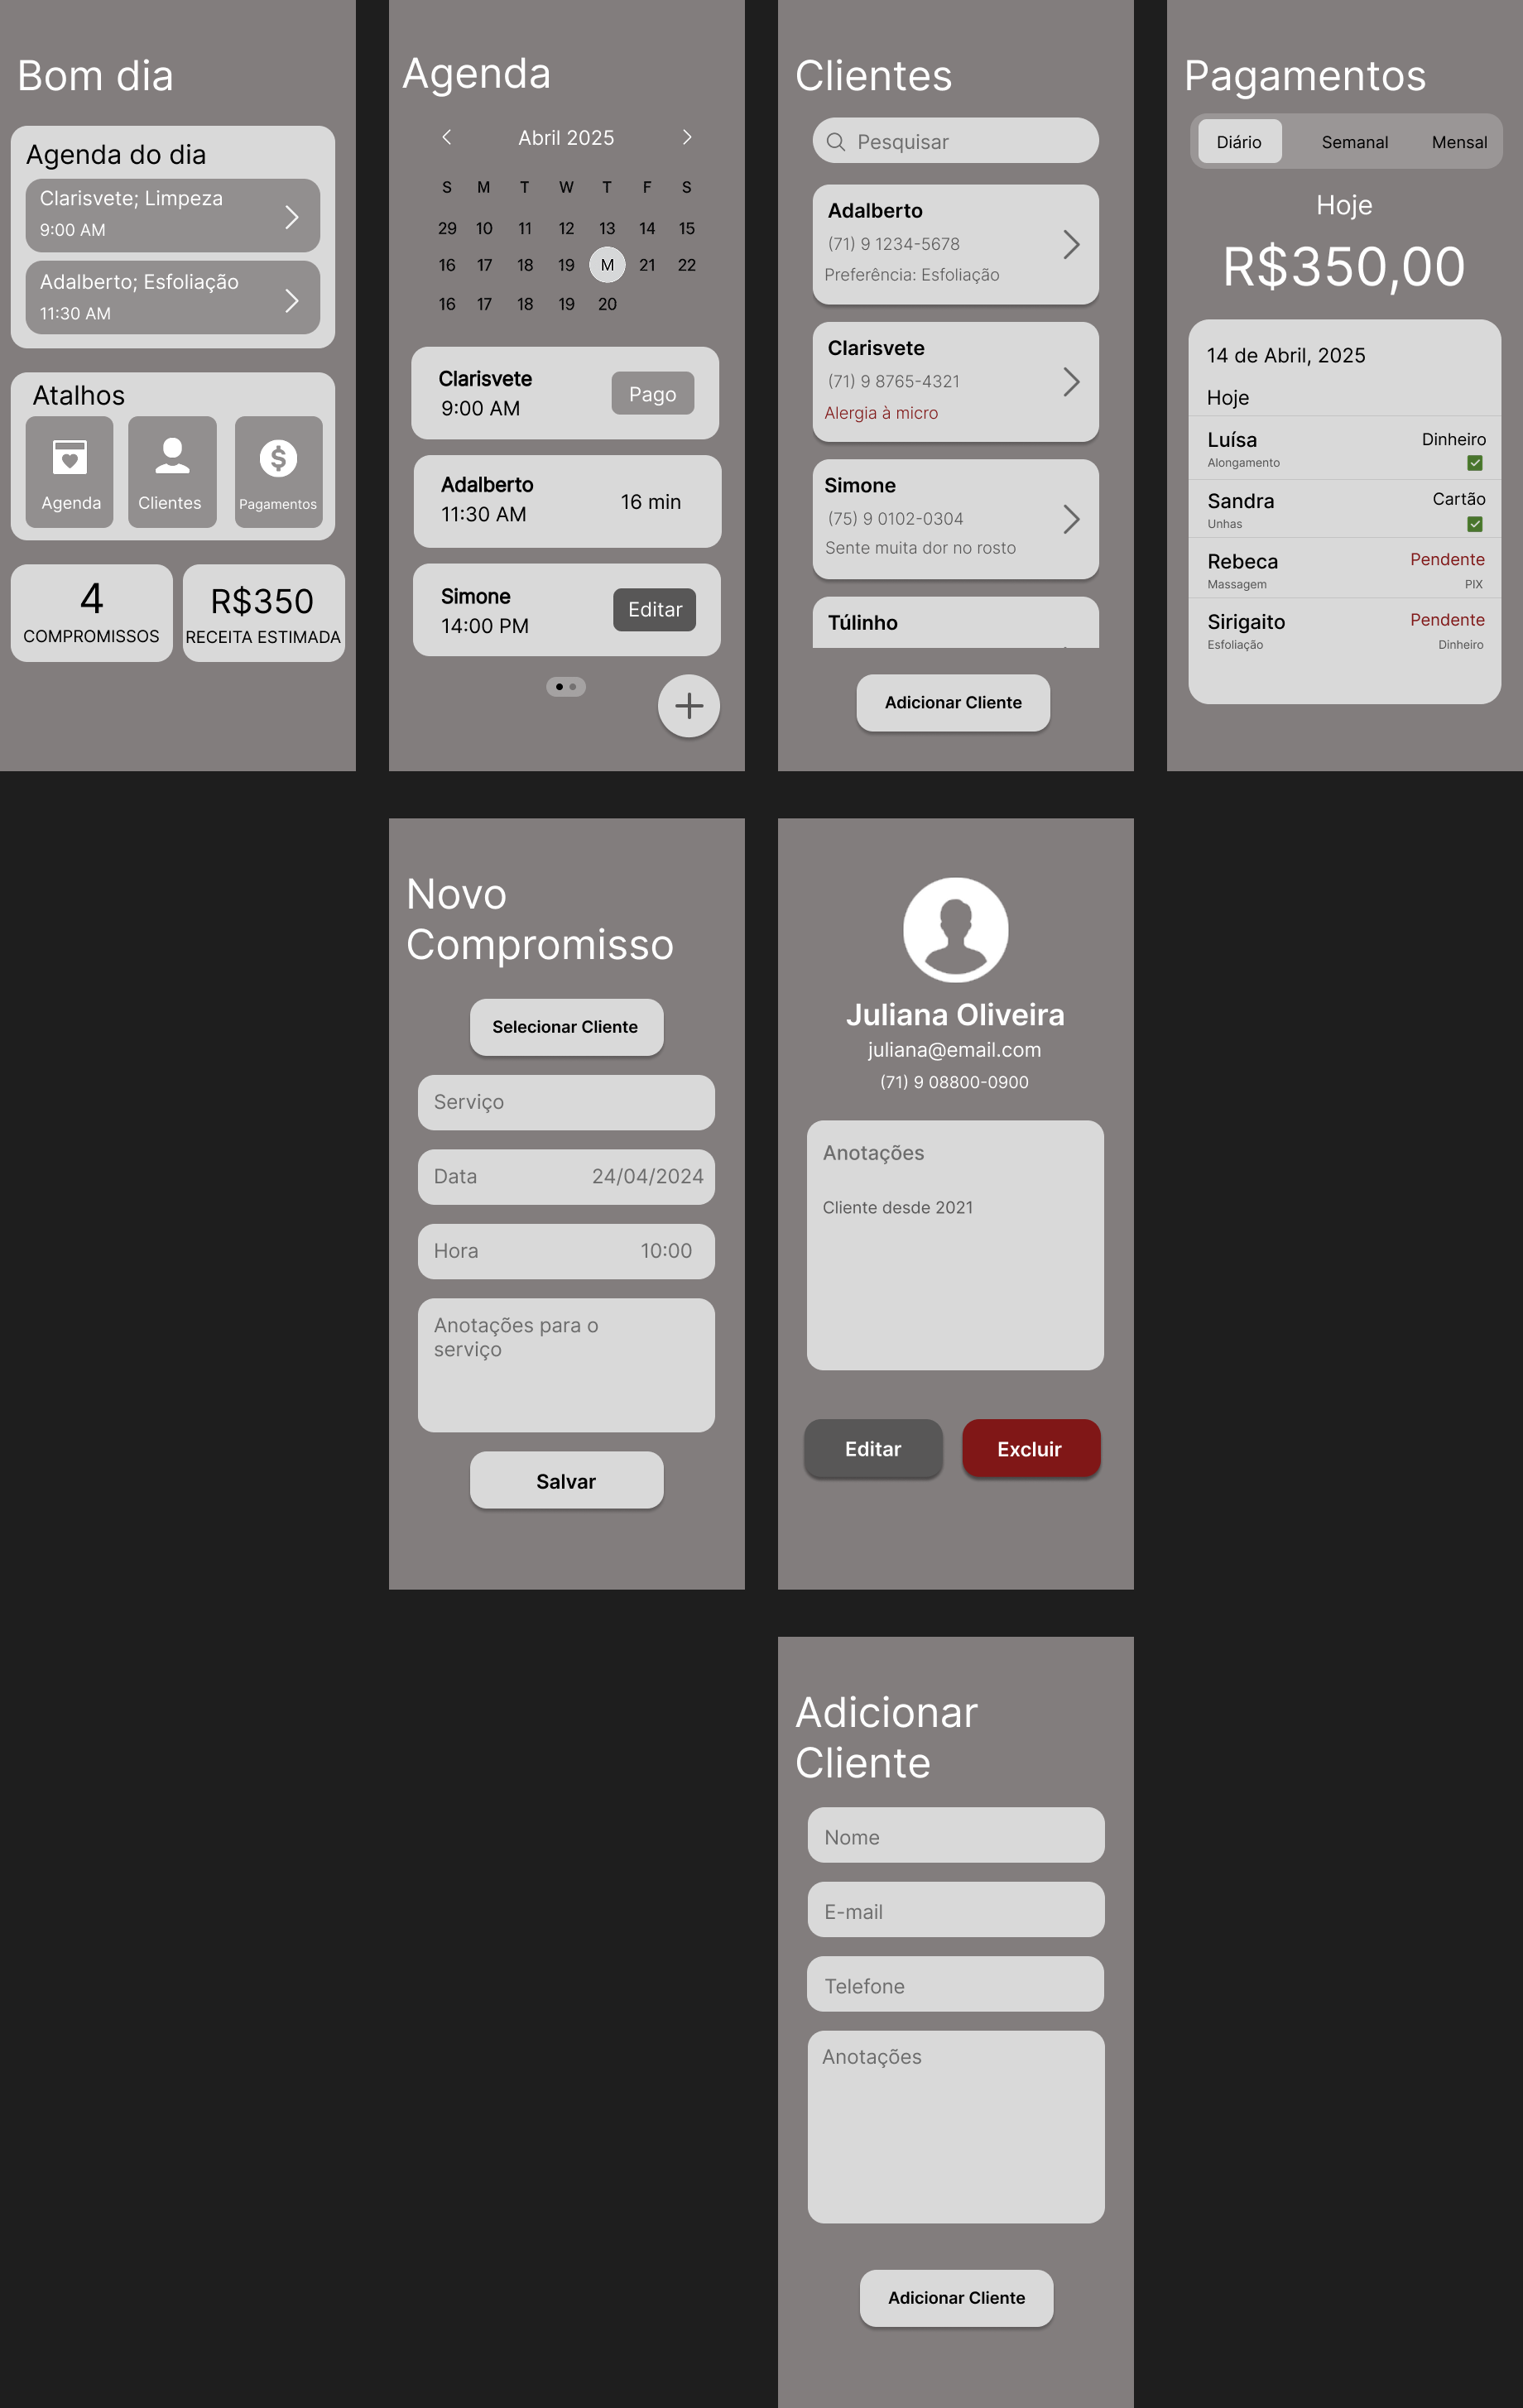 Bom dia
Agenda do dia
Clarisvete; Limpeza
9:00 AM
Adalberto; Esfoliação
11:30 AM
Atalhos
Agenda
Clientes
Pagamentos
4
COMPROMISSOS
R$350
RECEITA ESTIMADA
Agenda
Abril 2025
S M T W T F S
29 10 11 12 13 14 15
16 17 18 19 M 21 22
16 17 18 19 20
Clarisvete
9:00 AM
Pago
Adalberto
11:30 AM
16 min
Simone
14:00 PM
Editar
Clientes
Pesquisar
Adalberto
(71) 9 1234-5678
Preferência: Esfoliação
Clarisvete
(71) 9 8765-4321
Alergia à micro
Simone
(75) 9 0102-0304
Sente muita dor no rosto
Túlinho
Adicionar Cliente
Pagamentos
Diário Semanal Mensal
Hoje
R$350,00
14 de Abril, 2025
Hoje
Luísa Dinheiro
Alongamento
Sandra Cartão
Unhas
Rebeca Pendente
Massagem PIX
Sirigaito Pendente
Esfoliação Dinheiro
Novo
Compromisso
Selecionar Cliente
Serviço
Data 24/04/2024
Hora 10:00
Anotações para o
serviço
Salvar
Juliana Oliveira
juliana@email.com
(71) 9 08800-0900
Anotações
Cliente desde 2021
Editar Excluir
Adicionar
Cliente
Nome
E-mail
Telefone
Anotações
Adicionar Cliente